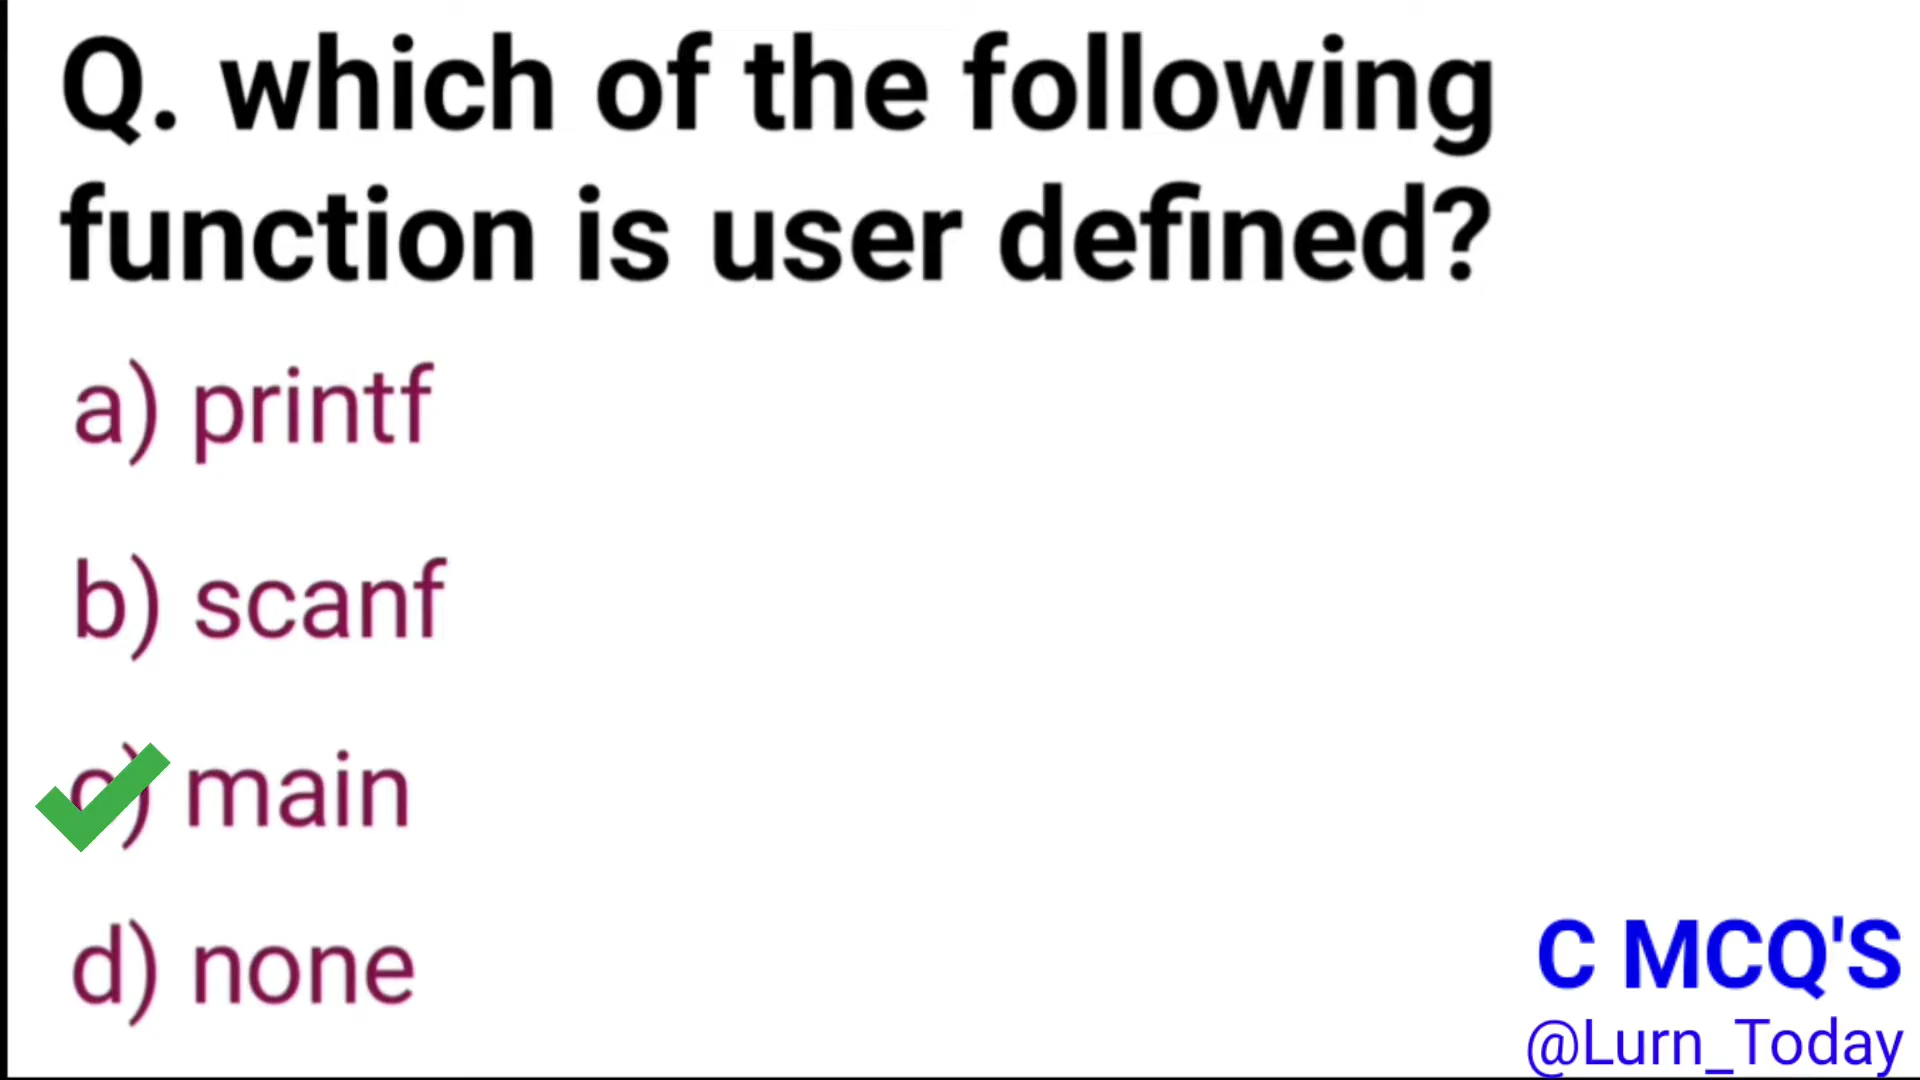 Q. which of the following
function is user defined?
a) printf
b) scanf
c) main
d) none
C MCQ'S
@Lurn_Today